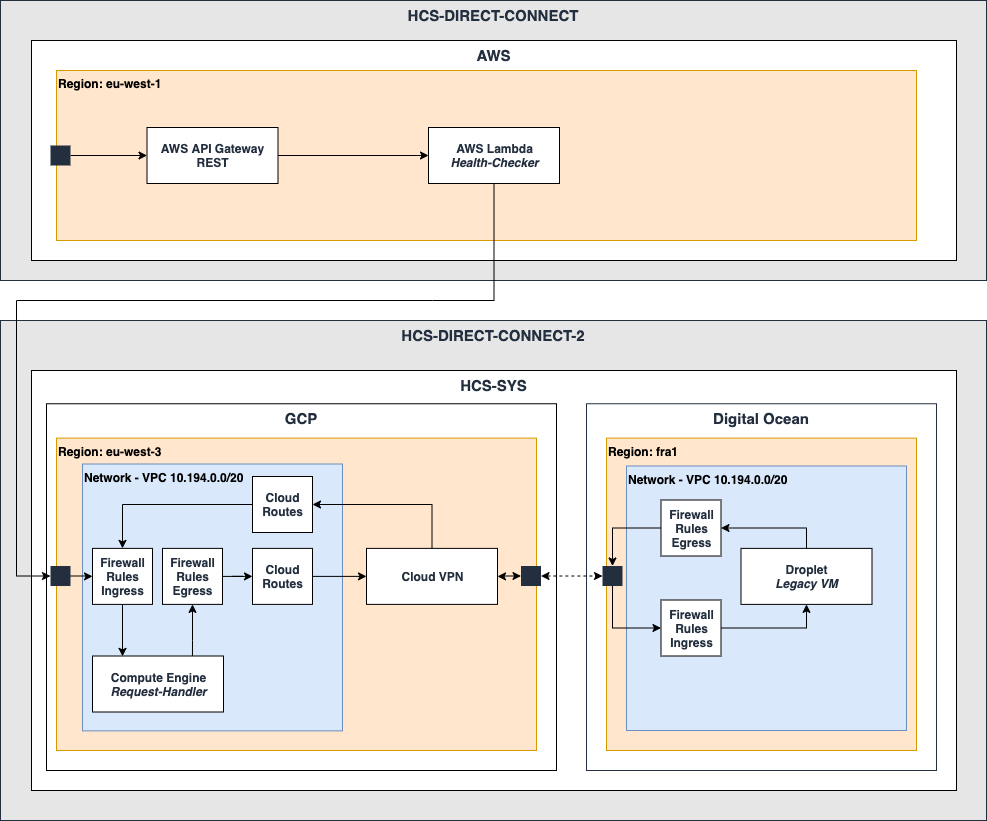 HCS-DIRECT-CONNECT
AWS
Region: eu-west-1
AWS API Gateway
REST
AWS Lambda
Health-Checker
HCS-DIRECT-CONNECT-2
HCS-SYS
GCP
Region: eu-west-3
Network - VPC 10.194.0.0/20
Cloud
Routes
Firewall
Rules
Ingress
Firewall
Rules
Egress
Cloud
Routes
Cloud VPN
Compute Engine
Request-Handler
Digital Ocean
Region: fra1
Network - VPC 10.194.0.0/20
Firewall
Rules
Egress
Droplet
Legacy VM
Firewall
Rules
Ingress